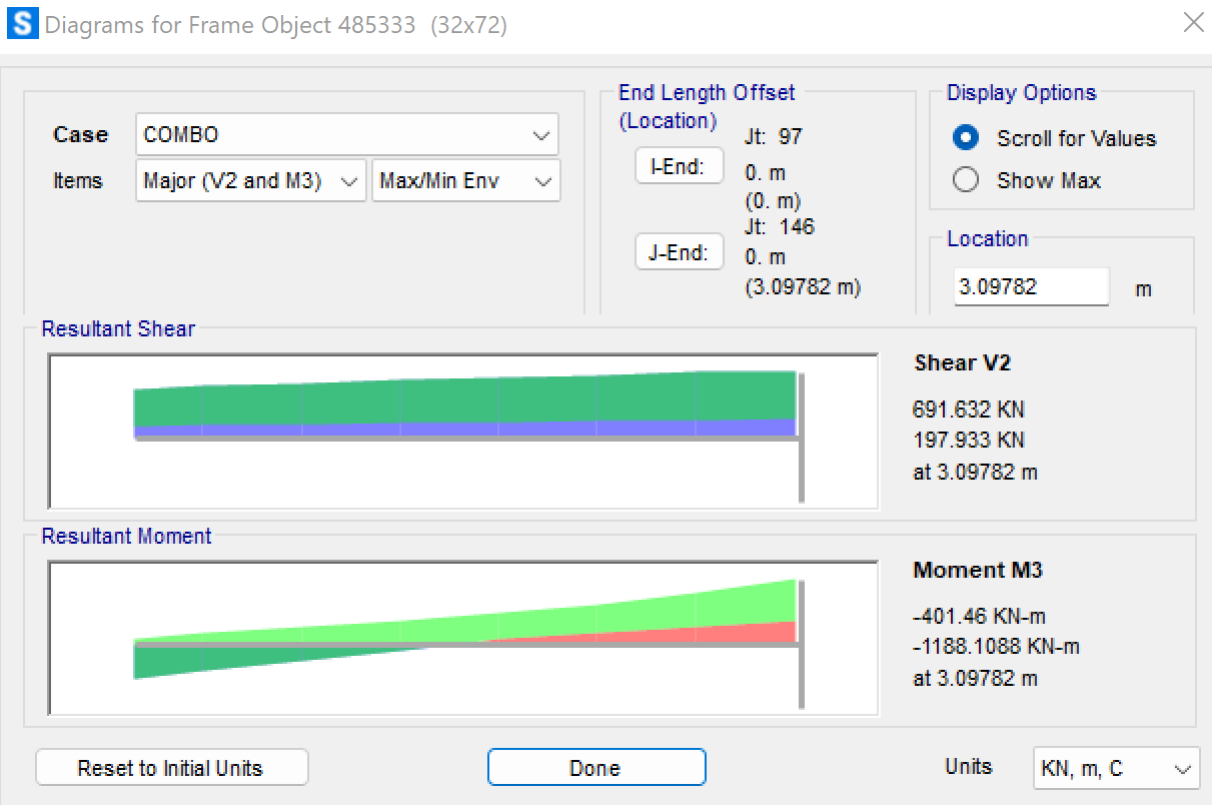 S Diagrams for Frame Object 485333 (32x72)
Case COMBO
Items Major (V2 and M3) Max/Min Env
End Length Offset
(Location)
Jt: 97
I-End:
0. m
(0. m)
Jt: 146
J-End:
0. m
(3.09782 m)
Display Options
Scroll for Values
Show Max
Location
3.09782 m
Resultant Shear
Shear V2
691.632 KN
197.933 KN
at 3.09782 m
Resultant Moment
Moment M3
-401.46 KN-m
-1188.1088 KN-m
at 3.09782 m
Reset to Initial Units
Done
Units KN, m, C